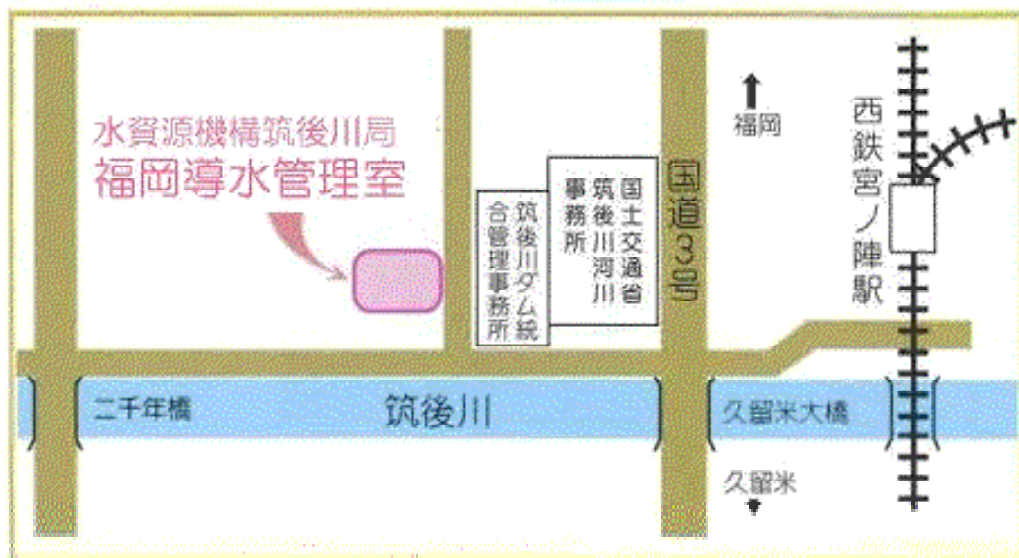 水資源機構筑後川局
福岡導水管理室
筑後川ダム統
合管理事務所
国土交通省
筑後川河川
事務所
国道3号
福岡
西鉄宮ノ陣駅
二千年橋
筑後川
久留米大橋
久留米